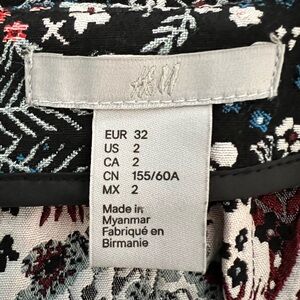 H&M
EUR 32
US 2
CA 2
CN 155/60A
MX 2
Made in
Myanmar
Fabriqué en
Birmanie